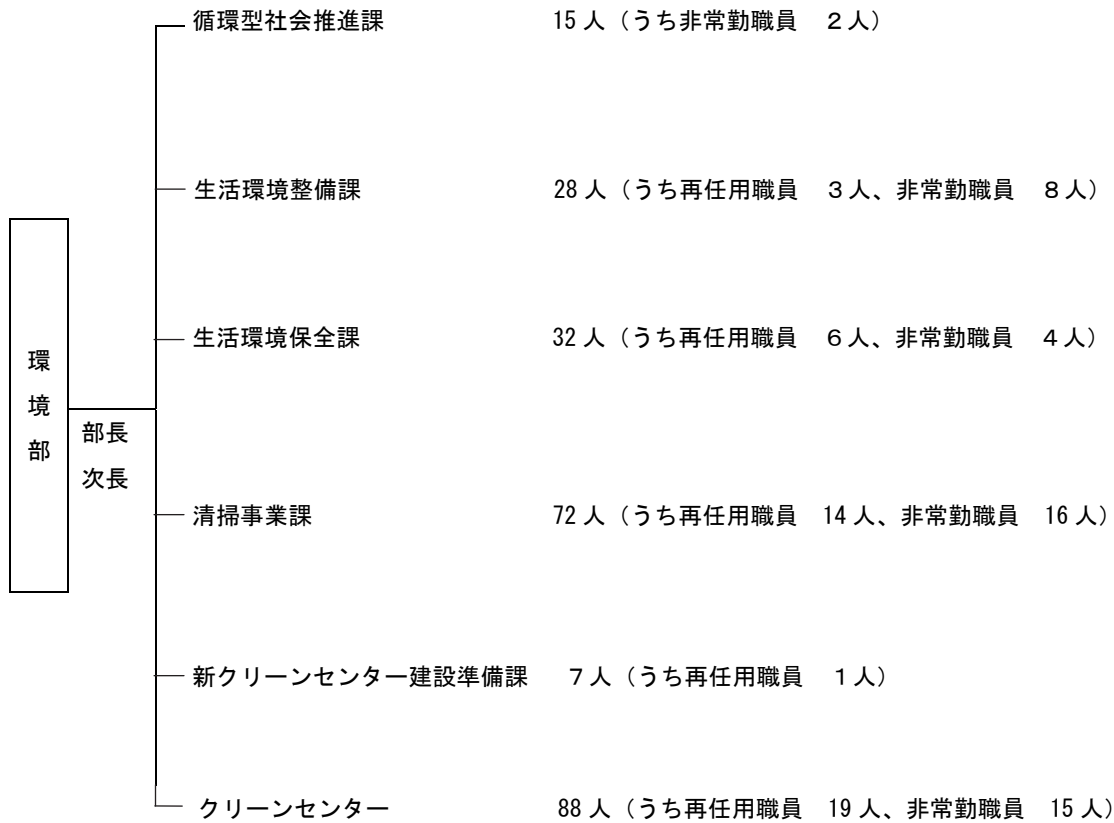 循環型社会推進課　15人（うち非常勤職員　２人）
生活環境整備課　28人（うち再任用職員　３人、非常勤職員　８人）
生活環境保全課　32人（うち再任用職員　６人、非常勤職員　４人）
環境部
部長
次長
清掃事業課　72人（うち再任用職員　14人、非常勤職員　16人）
新クリーンセンター建設準備課　７人（うち再任用職員　１人）
クリーンセンター　88人（うち再任用職員　19人、非常勤職員　15人）